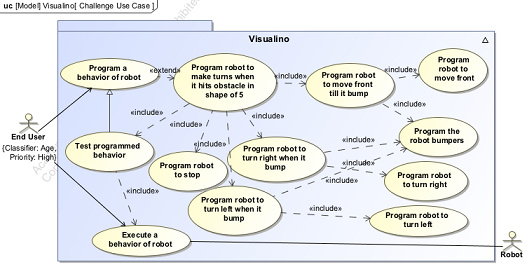 uc [Model] Visualino[ Challenge Use Case ]
Visualino
Program a
behavior of robot
«extend»
Program robot to
make turns when
it hits obstacle in
shape of 5
«include»
Program robot
to move front
till it bump
«include»
Program
robot to
move front
«include»
«include»
«include»
«include»
End User
{Classifier: Age,
Priority: High}
Test programmed
behavior
Program robot
to stop
Program robot to
turn right when it
bump
«include»
Program the
robot bumpers
«include»
Program robot
to turn right
«include»
«include»
Program robot to
turn left when it
bump
«include»
Program robot to
turn left
Execute a
behavior of robot
Robot